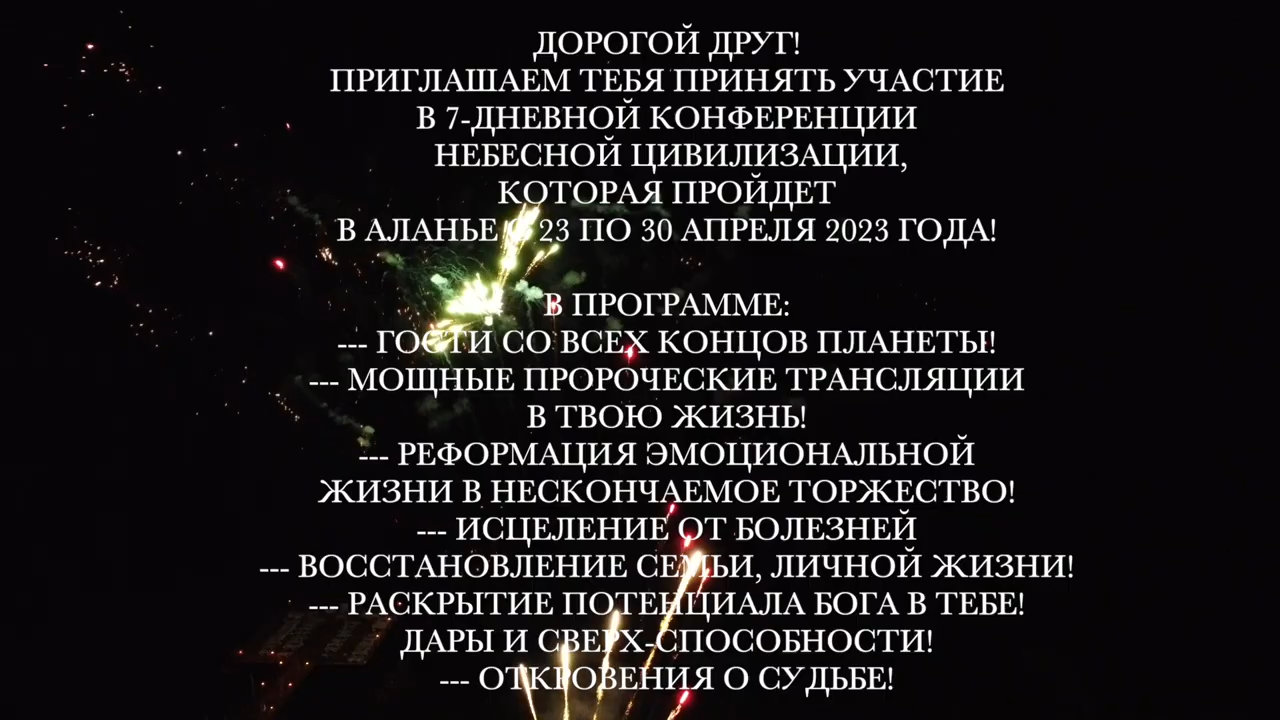 ДОРОГОЙ ДРУГ!
ПРИГЛАШАЕМ ТЕБЯ ПРИНЯТЬ УЧАСТИЕ
В 7-ДНЕВНОЙ КОНФЕРЕНЦИИ
НЕБЕСНОЙ ЦИВИЛИЗАЦИИ,
КОТОРАЯ ПРОЙДЕТ
В АЛАНЬЕ С 23 ПО 30 АПРЕЛЯ 2023 ГОДА!
В ПРОГРАММЕ:
--- ГОСТИ СО ВСЕХ КОНЦОВ ПЛАНЕТЫ!
--- МОЩНЫЕ ПРОРОЧЕСКИЕ ТРАНСЛЯЦИИ
В ТВОЮ ЖИЗНЬ!
--- РЕФОРМАЦИЯ ЭМОЦИОНАЛЬНОЙ
ЖИЗНИ В НЕСКОНЧАЕМОЕ ТОРЖЕСТВО!
--- ИСЦЕЛЕНИЕ ОТ БОЛЕЗНЕЙ
--- ВОССТАНОВЛЕНИЕ СЕМЬИ, ЛИЧНОЙ ЖИЗНИ!
--- РАСКРЫТИЕ ПОТЕНЦИАЛА БОГА В ТЕБЕ!
ДАРЫ И СВЕРХ-СПОСОБНОСТИ!
--- ОТКРОВЕНИЯ О СУДЬБЕ!